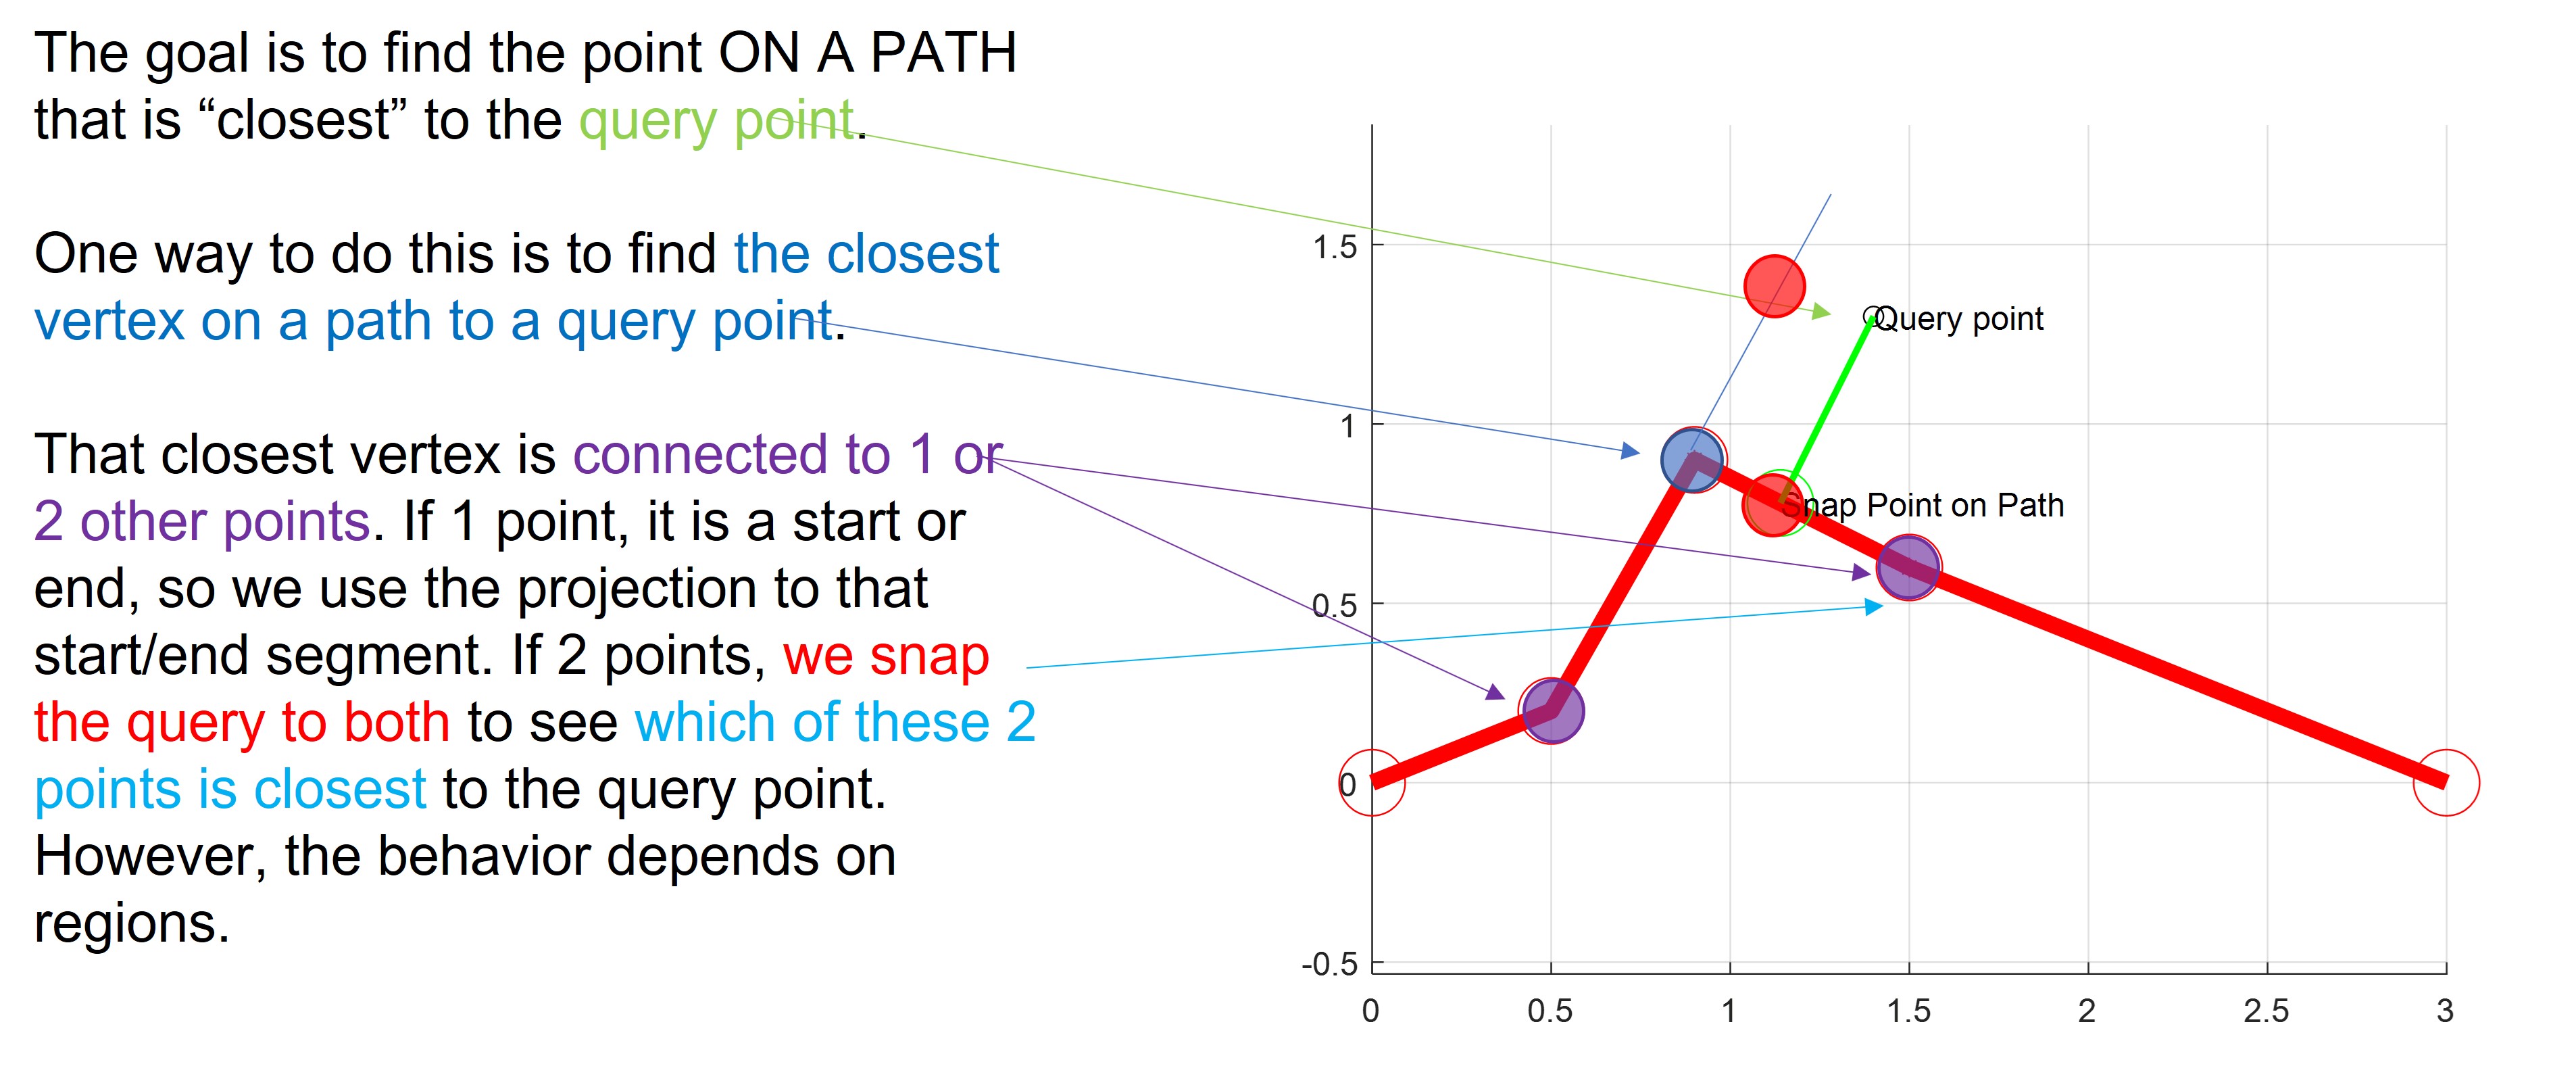 The goal is to find the point ON A PATH
that is “closest” to the query point.
One way to do this is to find the closest
vertex on a path to a query point.
That closest vertex is connected to 1 or
2 other points. If 1 point, it is a start or
end, so we use the projection to that
start/end segment. If 2 points, we snap
the query to both to see which of these 2
points is closest to the query point.
However, the behavior depends on
regions.
1.5
Query point
1
Snap Point on Path
0.5
0
-0.5
0 0.5 1 1.5 2 2.5 3